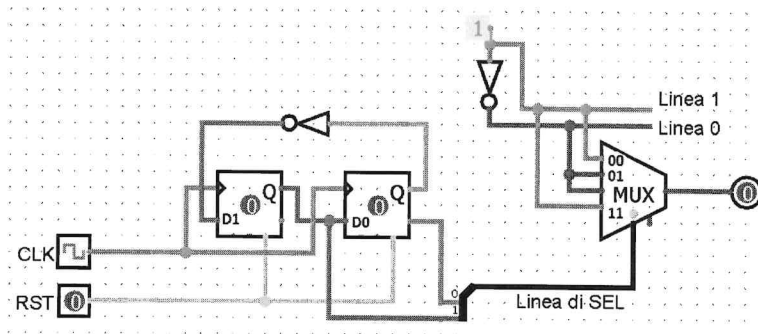 1
Linea 1
Linea 0
00
01
MUX
11
0
Q
0
D1
Q
0
D0
CLK
RST
0
0
1
Linea di SEL